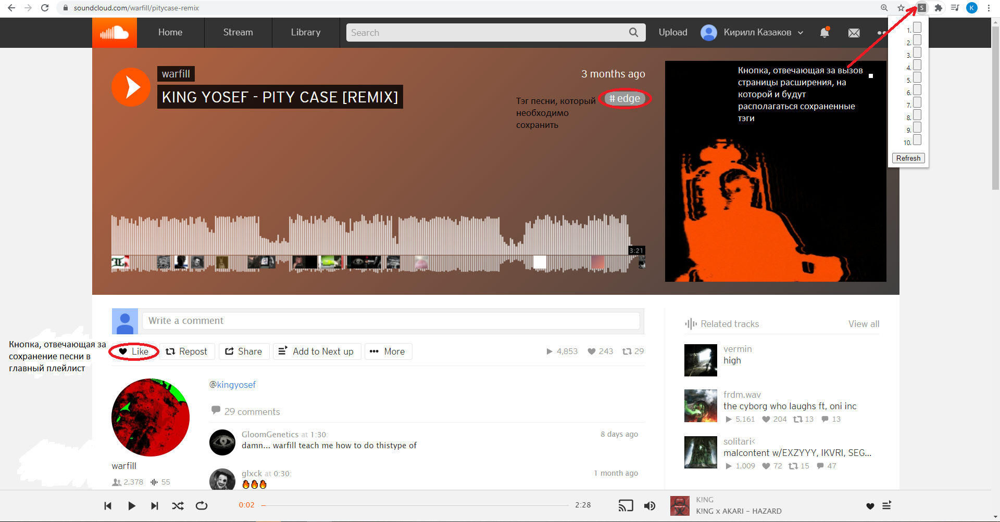 soundcloud.com/warfill/pitycase-remix
S
K
Home
Stream
Library
Search
Upload
Кирилл Казаков
1.
2.
3.
4.
5.
6.
7.
8.
9.
10.
Refresh
warfill
KING YOSEF - PITY CASE [REMIX]
3 months ago
# edge
Тэг песни, который
необходимо
сохранить
Кнопка, отвечающая за вызов
страницы расширения, на
которой и будут
располагаться сохраненные
тэги
3:21
Write a comment
Кнопка, отвечающая за
сохранение песни в
главный плейлист
Like
Repost
Share
Add to Next up
More
4,853
243
29
@kingyosef
29 comments
GloomGenetics at 1:30:
8 days ago
damn... warfill teach me how to do thistype of
glxck at 0:30:
1 month ago
🔥🔥🔥
warfill
2,378
55
Related tracks
View all
vermin
high
frdm.wav
the cyborg who laughs ft, oni inc
5,161
204
13
13
solitari<
malcontent w/EXZYYY, IKVRI, SEG...
1,009
72
15
47
0:02
2:28
K!NG
K!NG x AKARI – HAZARD